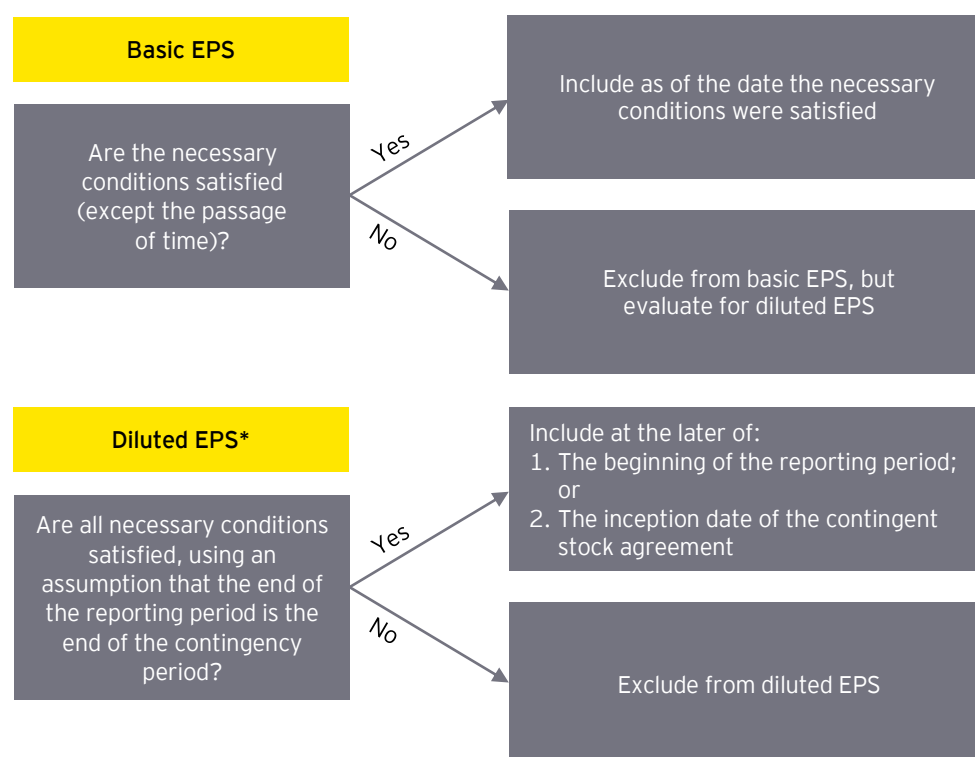 Basic EPS
Are the necessary
conditions satisfied
(except the passage
of time)?
Yes
No
Include as of the date the necessary
conditions were satisfied
Exclude from basic EPS, but
evaluate for diluted EPS
Diluted EPS*
Are all necessary conditions
satisfied, using an
assumption that the end of
the reporting period is the
end of the contingency
period?
Yes
No
Include at the later of:
1. The beginning of the reporting period;
or
2. The inception date of the contingent
stock agreement
Exclude from diluted EPS